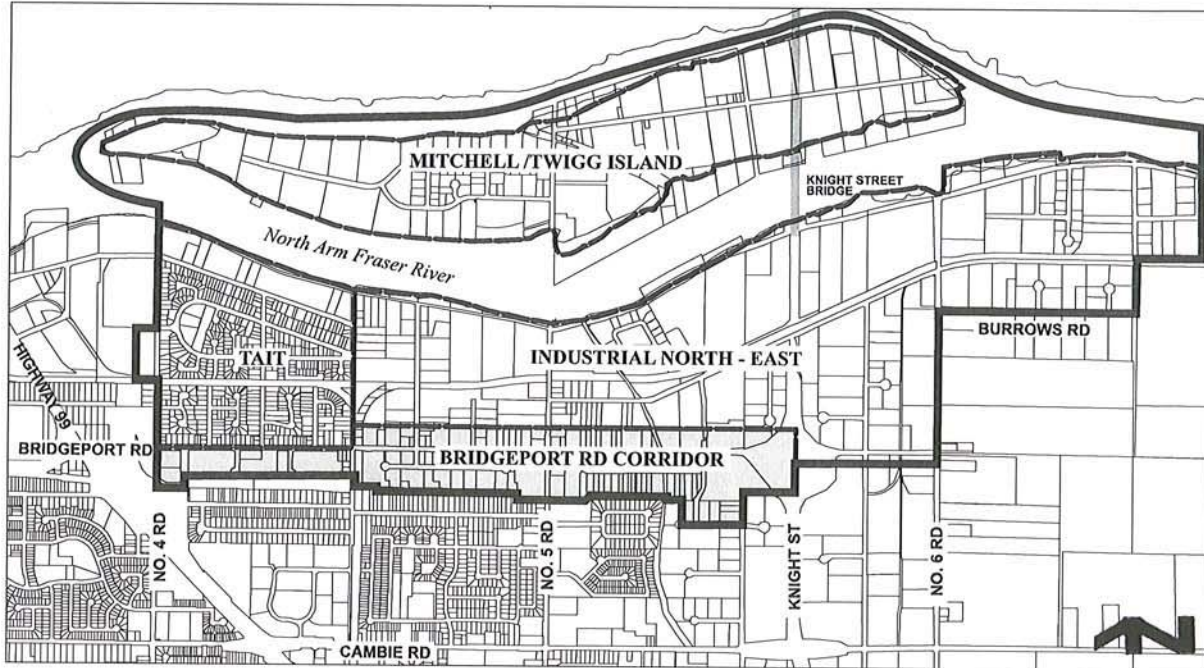 MITCHELL /TWIGG ISLAND
KNIGHT STREET
BRIDGE
North Arm Fraser River
BURROWS RD
TAIT
INDUSTRIAL NORTH - EAST
HIGHWAY 99
BRIDGEPORT RD
BRIDGEPORT RD CORRIDOR
NO. 4 RD
NO. 5 RD
KNIGHT ST
NO. 6 RD
CAMBIE RD